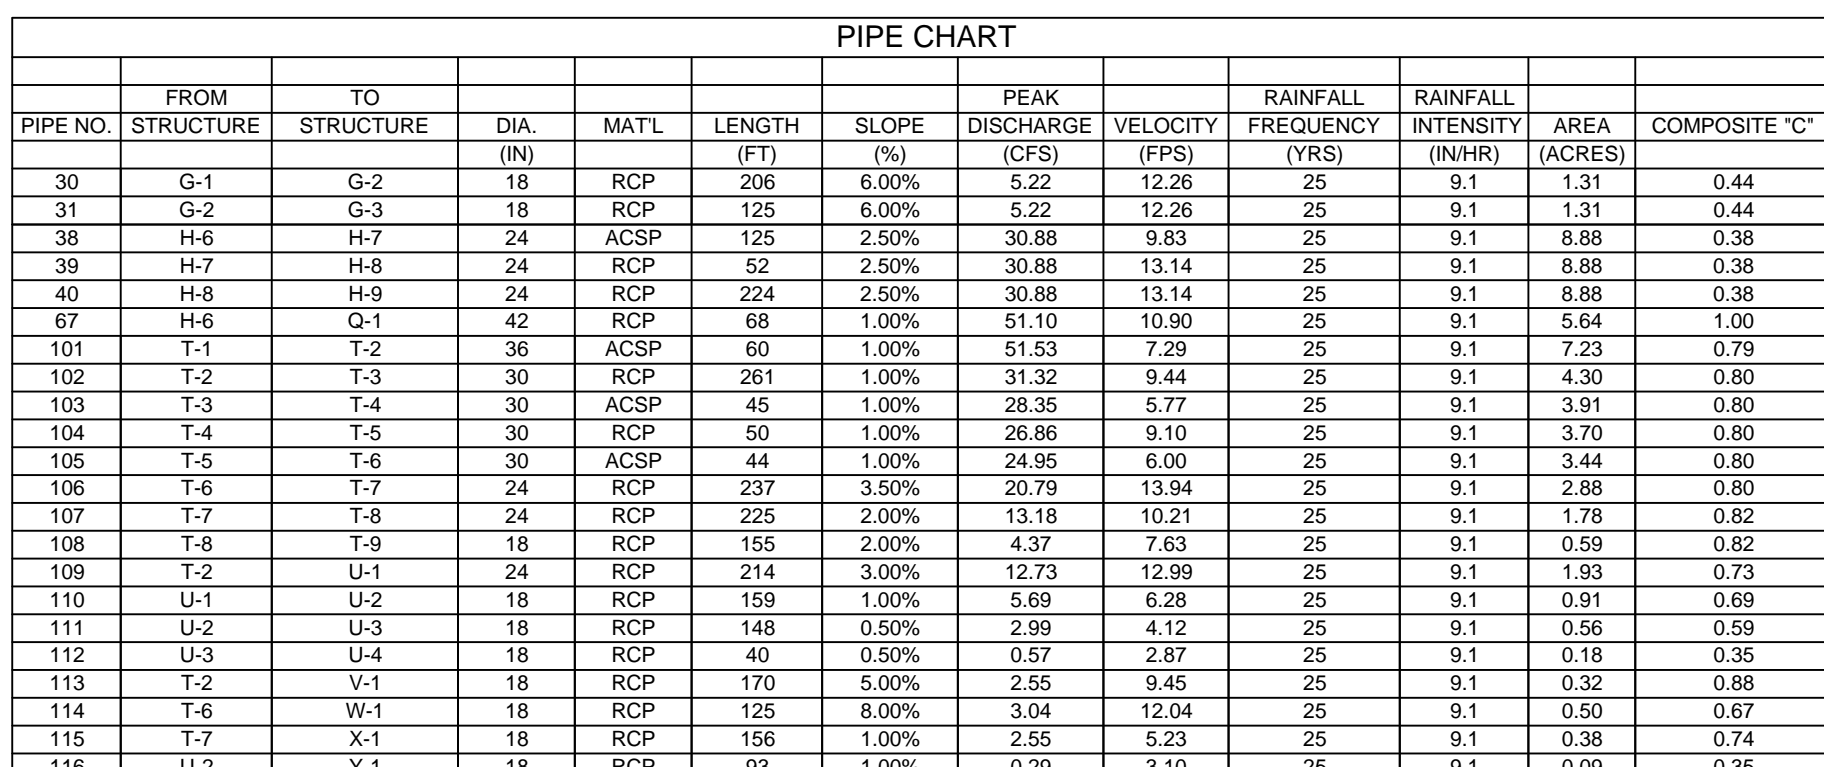 PIPE CHART
FROM TO PEAK RAINFALL RAINFALL
PIPE NO. STRUCTURE STRUCTURE DIA. MAT'L LENGTH SLOPE DISCHARGE VELOCITY FREQUENCY INTENSITY AREA COMPOSITE "C"
(IN) (FT) (%) (CFS) (FPS) (YRS) (IN/HR) (ACRES)
30 G-1 G-2 18 RCP 206 6.00% 5.22 12.26 25 9.1 1.31 0.44
31 G-2 G-3 18 RCP 125 6.00% 5.22 12.26 25 9.1 1.31 0.44
38 H-6 H-7 24 ACSP 125 2.50% 30.88 9.83 25 9.1 8.88 0.38
39 H-7 H-8 24 RCP 52 2.50% 30.88 13.14 25 9.1 8.88 0.38
40 H-8 H-9 24 RCP 224 2.50% 30.88 13.14 25 9.1 8.88 0.38
67 H-6 Q-1 42 RCP 68 1.00% 51.10 10.90 25 9.1 5.64 1.00
101 T-1 T-2 36 ACSP 60 1.00% 51.53 7.29 25 9.1 7.23 0.79
102 T-2 T-3 30 RCP 261 1.00% 31.32 9.44 25 9.1 4.30 0.80
103 T-3 T-4 30 ACSP 45 1.00% 28.35 5.77 25 9.1 3.91 0.80
104 T-4 T-5 30 RCP 50 1.00% 26.86 9.10 25 9.1 3.70 0.80
105 T-5 T-6 30 ACSP 44 1.00% 24.95 6.00 25 9.1 3.44 0.80
106 T-6 T-7 24 RCP 237 3.50% 20.79 13.94 25 9.1 2.88 0.80
107 T-7 T-8 24 RCP 225 2.00% 13.18 10.21 25 9.1 1.78 0.82
108 T-8 T-9 18 RCP 155 2.00% 4.37 7.63 25 9.1 0.59 0.82
109 T-2 U-1 24 RCP 214 3.00% 12.73 12.99 25 9.1 1.93 0.73
110 U-1 U-2 18 RCP 159 1.00% 5.69 6.28 25 9.1 0.91 0.69
111 U-2 U-3 18 RCP 148 0.50% 2.99 4.12 25 9.1 0.56 0.59
112 U-3 U-4 18 RCP 40 0.50% 0.57 2.87 25 9.1 0.18 0.35
113 T-2 V-1 18 RCP 170 5.00% 2.55 9.45 25 9.1 0.32 0.88
114 T-6 W-1 18 RCP 125 8.00% 3.04 12.04 25 9.1 0.50 0.67
115 T-7 X-1 18 RCP 156 1.00% 2.55 5.23 25 9.1 0.38 0.74
116 U-2 Y-1 18 RCP 93 1.00% 0.29 3.10 25 9.1 0.09 0.35